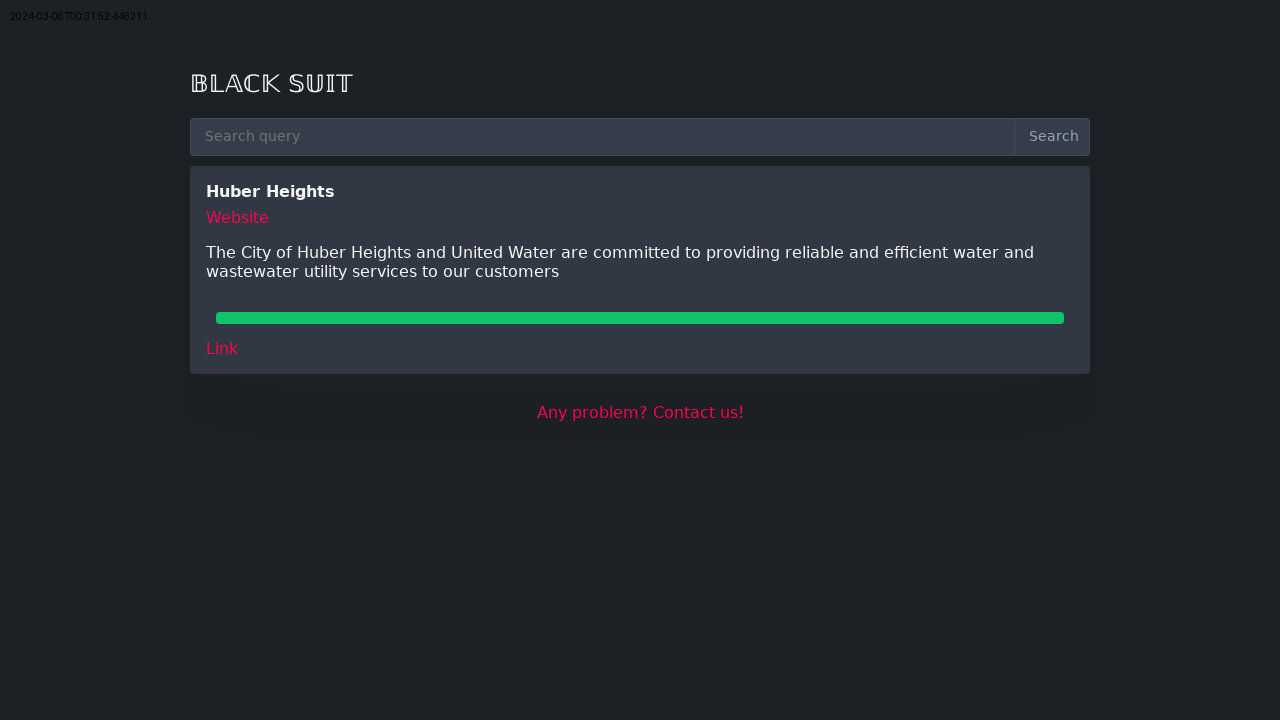 2024-03-06T00:31:52.446211
𝔹𝕃𝔸ℂ𝕂 𝕊𝕌𝕀𝕋
Search query
Search
Huber Heights
Website
The City of Huber Heights and United Water are committed to providing reliable and efficient water and
wastewater utility services to our customers
Link
Any problem? Contact us!